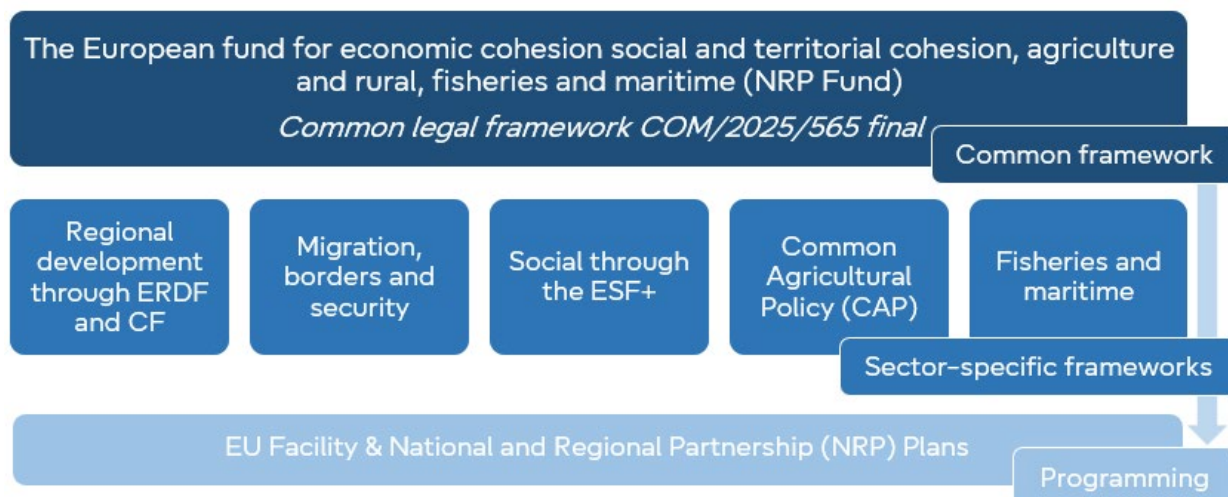 The European fund for economic cohesion social and territorial cohesion, agriculture
and rural, fisheries and maritime (NRP Fund)
Common legal framework COM/2025/565 final
Common framework
Regional
development
through ERDF
and CF
Migration,
borders and
security
Social through
the ESF+
Common
Agricultural
Policy (CAP)
Fisheries and
maritime
Sector-specific frameworks
EU Facility & National and Regional Partnership (NRP) Plans
Programming